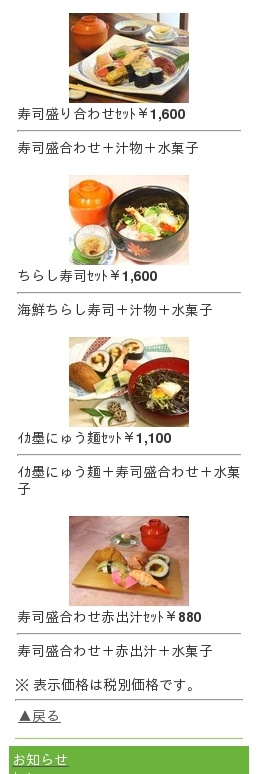 寿司盛り合わせｾｯﾄ￥1,600
寿司盛合わせ＋汁物＋水菓子
ちらし寿司ｾｯﾄ￥1,600
海鮮ちらし寿司＋汁物＋水菓子
ｲｶ墨にゅう麺ｾｯﾄ￥1,100
ｲｶ墨にゅう麺＋寿司盛合わせ＋水菓
子
寿司盛合わせ赤出汁ｾｯﾄ￥880
寿司盛合わせ＋赤出汁＋水菓子
※ 表示価格は税別価格です。
▲戻る
お知らせ